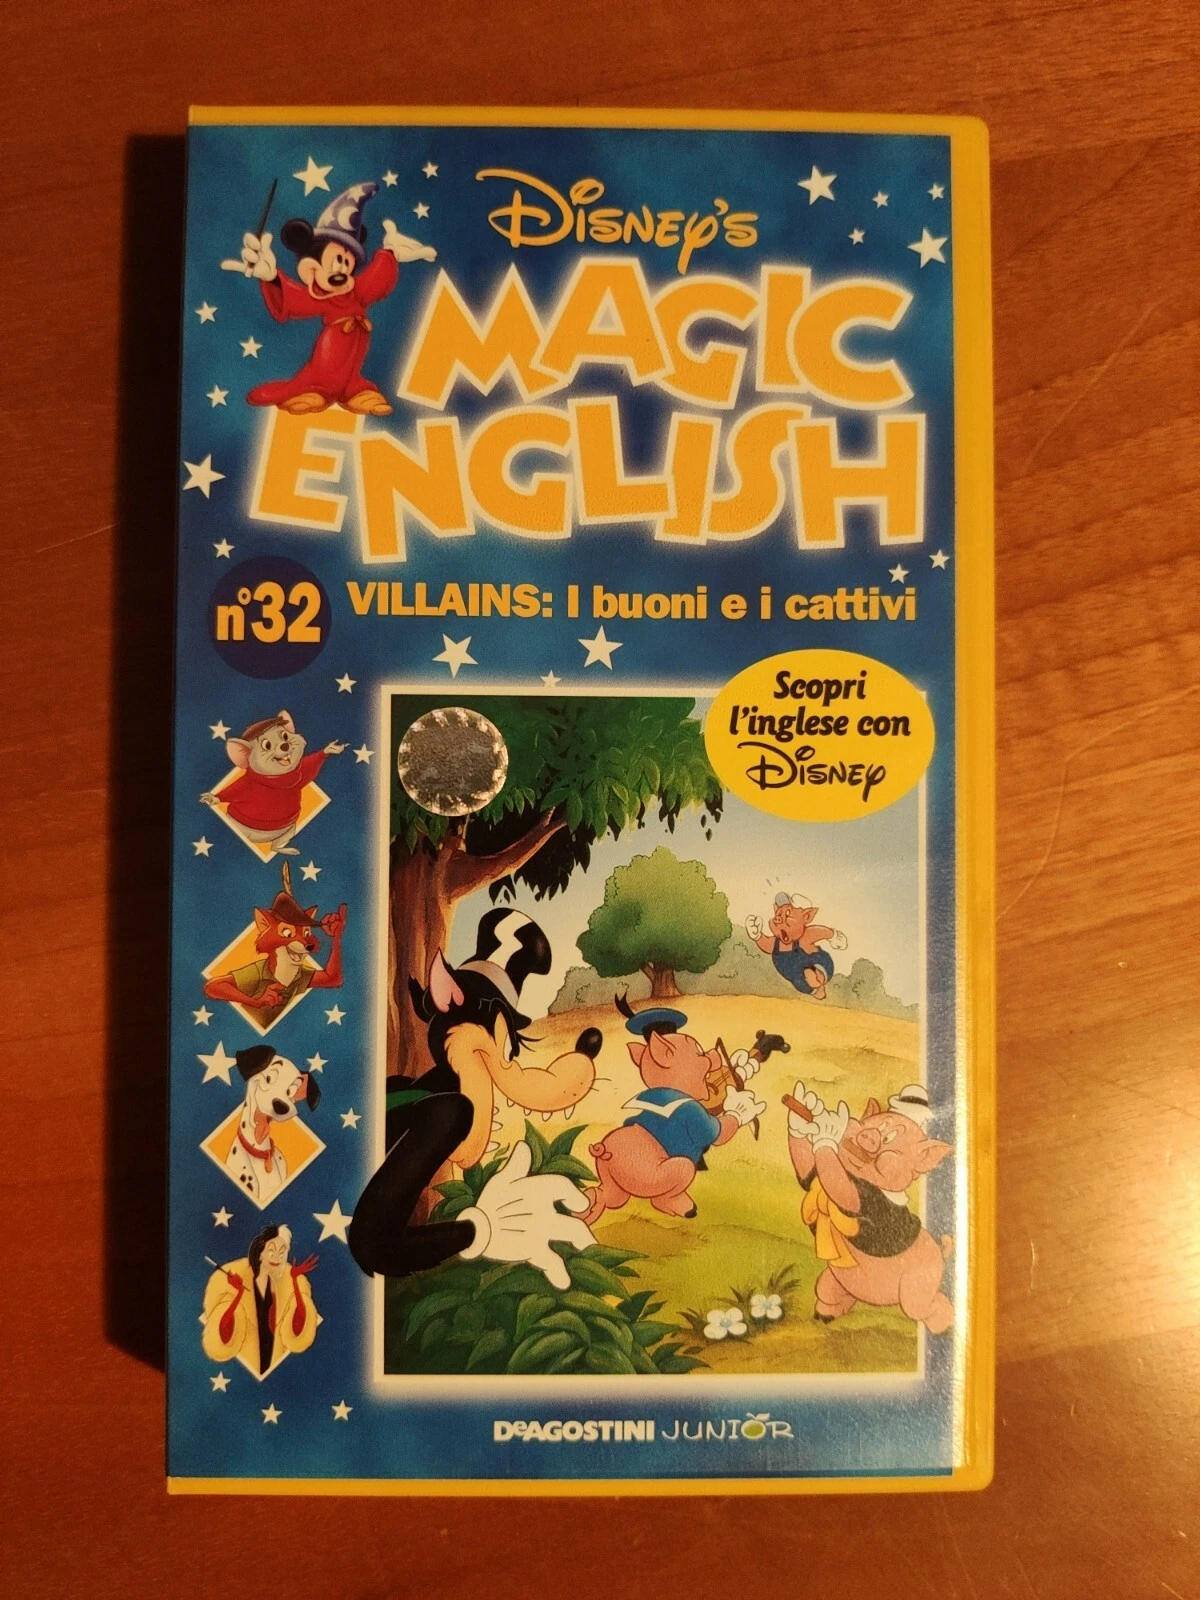 Disney's
MAGIC
ENGLISH
n°32
VILLAINS: I buoni e i cattivi
Scopri
l'inglese con
Disney
DeAGOSTINI JUNIOR